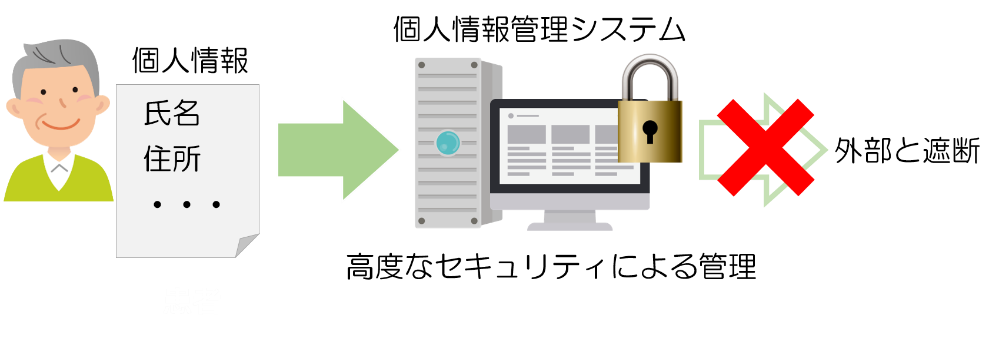 個人情報管理システム
個人情報
氏名
住所
・・・
外部と遮断
高度なセキュリティによる管理